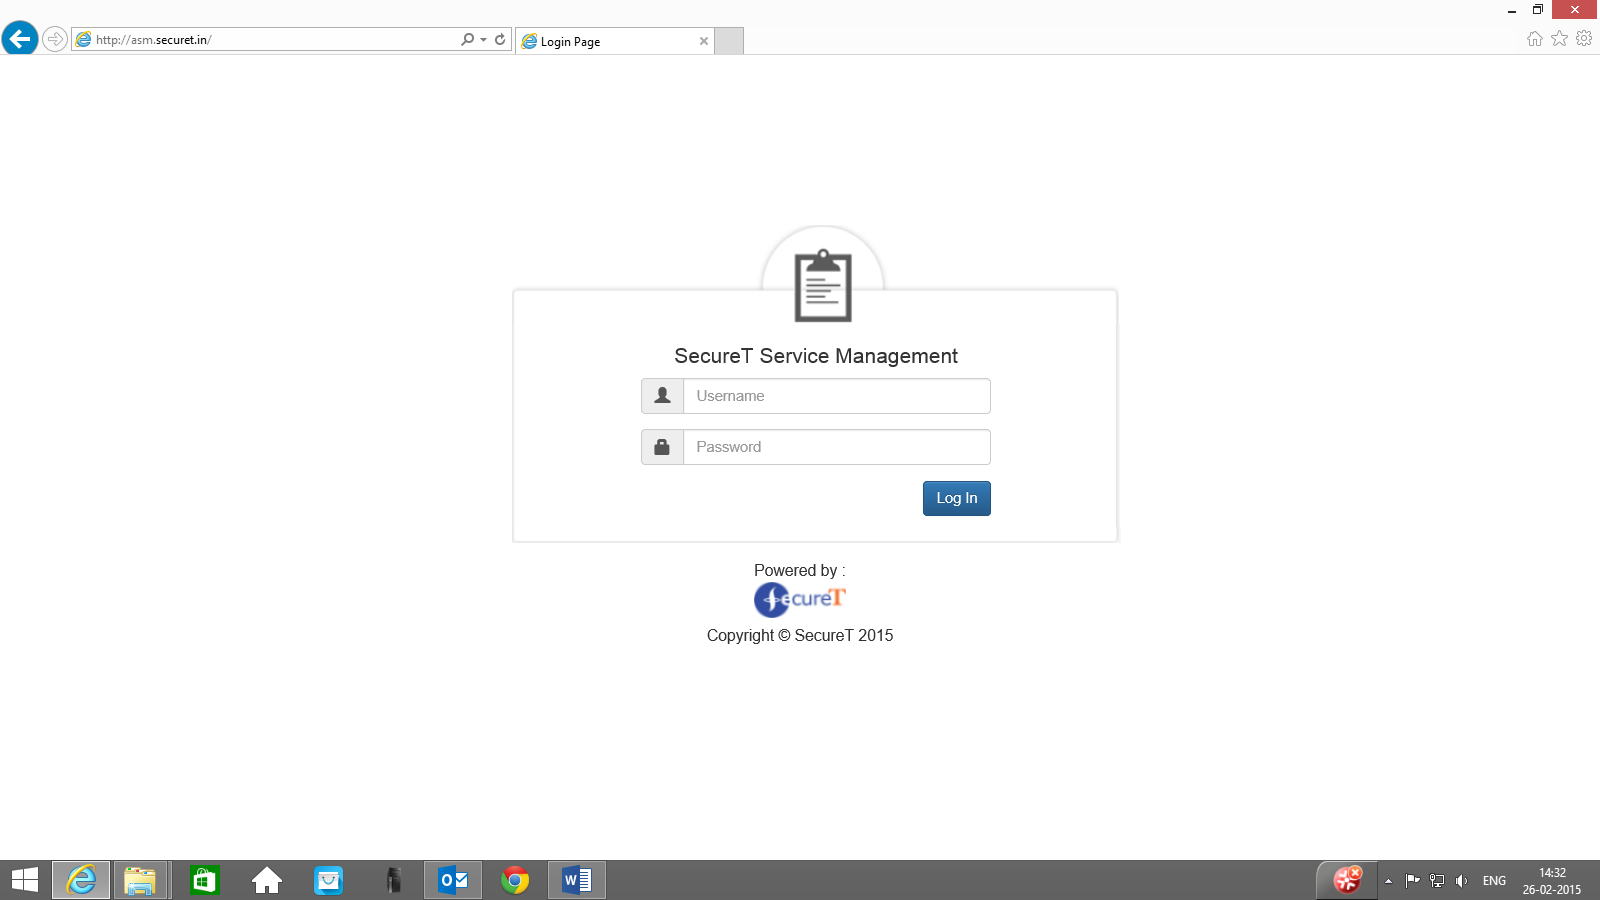 http://asm.securet.in/
Login Page
SecureT Service Management
Username
Password
Log In
Powered by :
SecureT
Copyright © SecureT 2015
ENG
14:32
26-02-2015